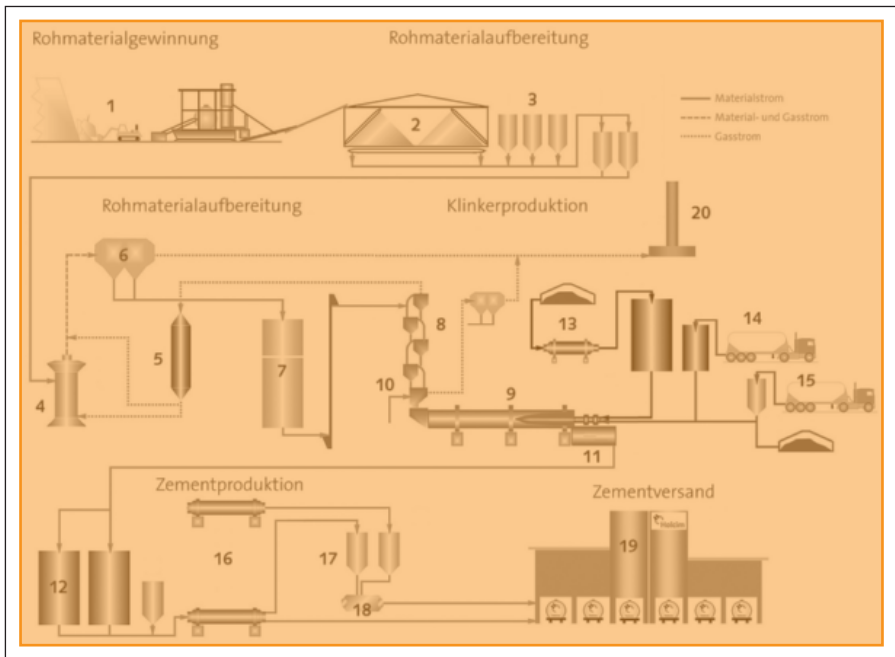 Rohmaterialgewinnung
Rohmaterialaufbereitung
1
2
3
Materialstrom
Material- und Gasstrom
Gasstrom
Rohmaterialaufbereitung
Klinkerproduktion
20
6
5
7
8
13
14
4
10
9
15
11
Zementproduktion
Zementversand
16
17
19
Holcim
12
18